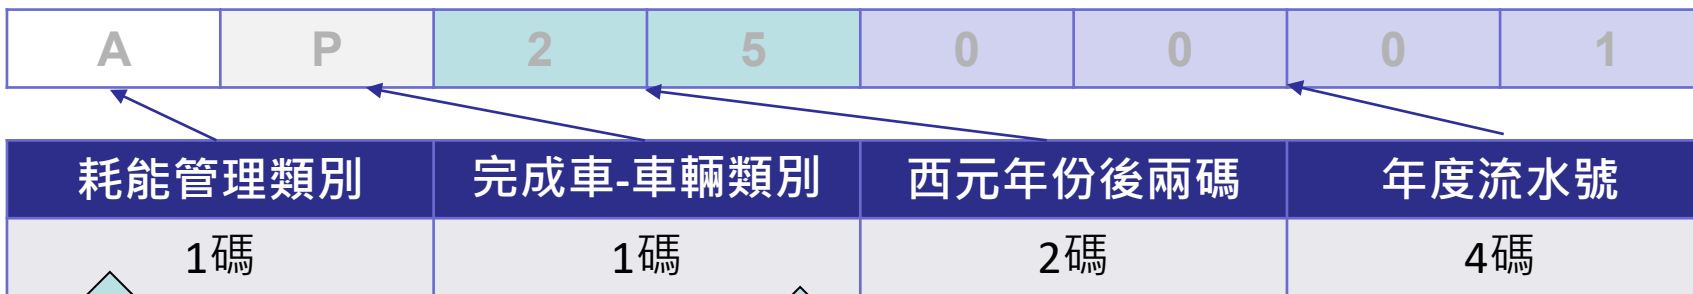 A P 2 5 0 0 0 1
耗能管理類別 完成車-車輛類別 西元年份後兩碼 年度流水號
1碼 1碼 2碼 4碼